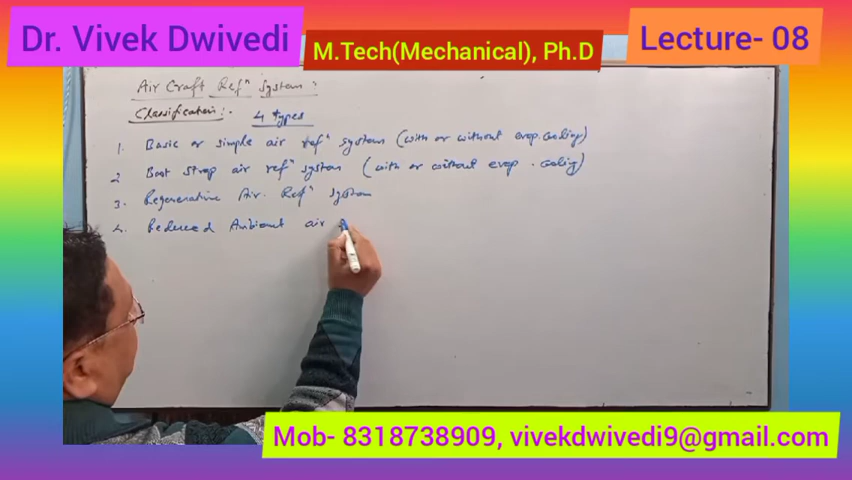 Dr. Vivek Dwivedi
M.Tech(Mechanical), Ph.D
Lecture- 08
Air Craft Refⁿ System :
Classification :- 4 types
1. Basic or simple air refⁿ system (with or without evap. Cooling)
2 Boot strap air refⁿ system (with or without evap. Cooling)
3. Regenerative Air. Refⁿ system
4. Reduced Ambient air
Mob- 8318738909, vivekdwivedi9@gmail.com